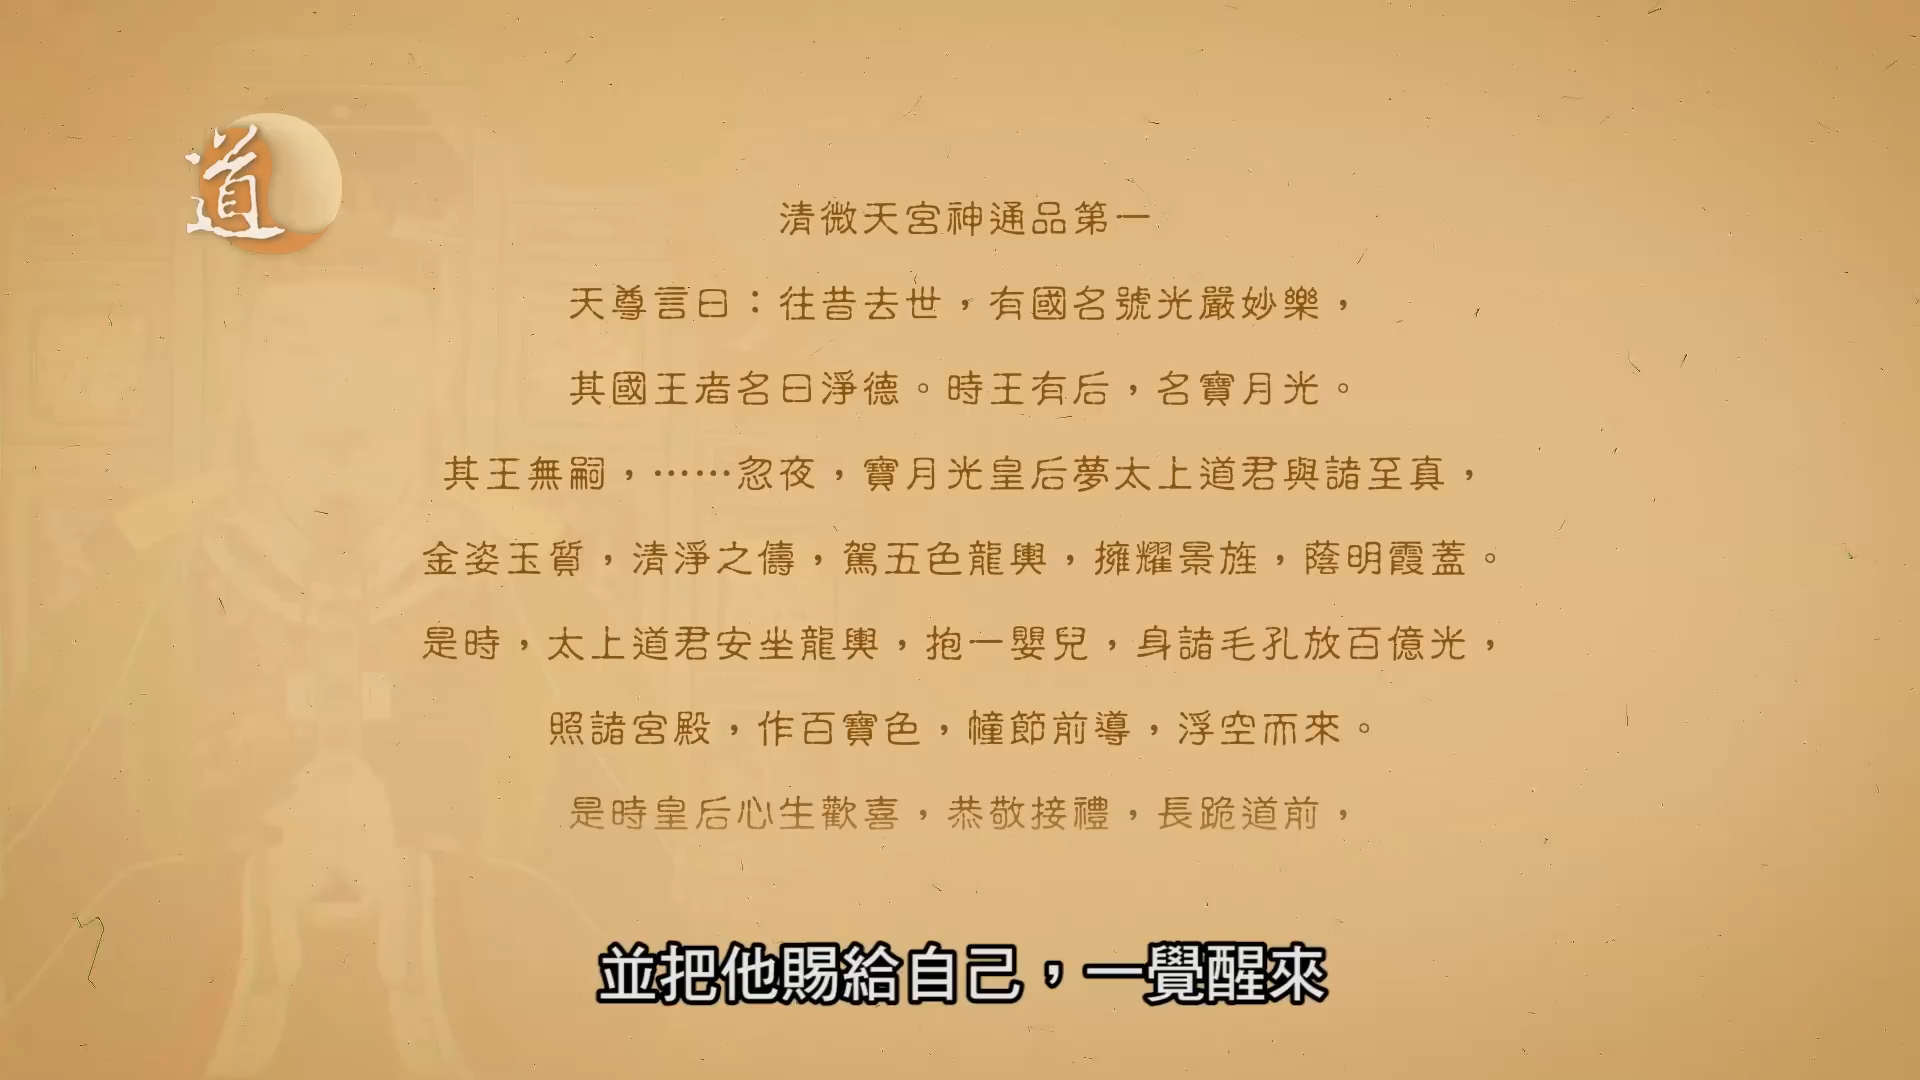 道
清微天宮神通品第一
天尊言曰：往昔去世，有國名號光嚴妙樂，
其國王者名曰淨德。時王有后，名寶月光。
其王無嗣，……忽夜，寶月光皇后夢太上道君與諸至真，
金姿玉質，清淨之儔，駕五色龍輿，擁耀景旌，蔭明霞蓋。
是時，太上道君安坐龍輿，抱一嬰兒，身諸毛孔放百億光，
照諸宮殿，作百寶色，幢節前導，浮空而來。
是時皇后心生歡喜，恭敬接禮，長跪道前，
並把他賜給自己，一覺醒來